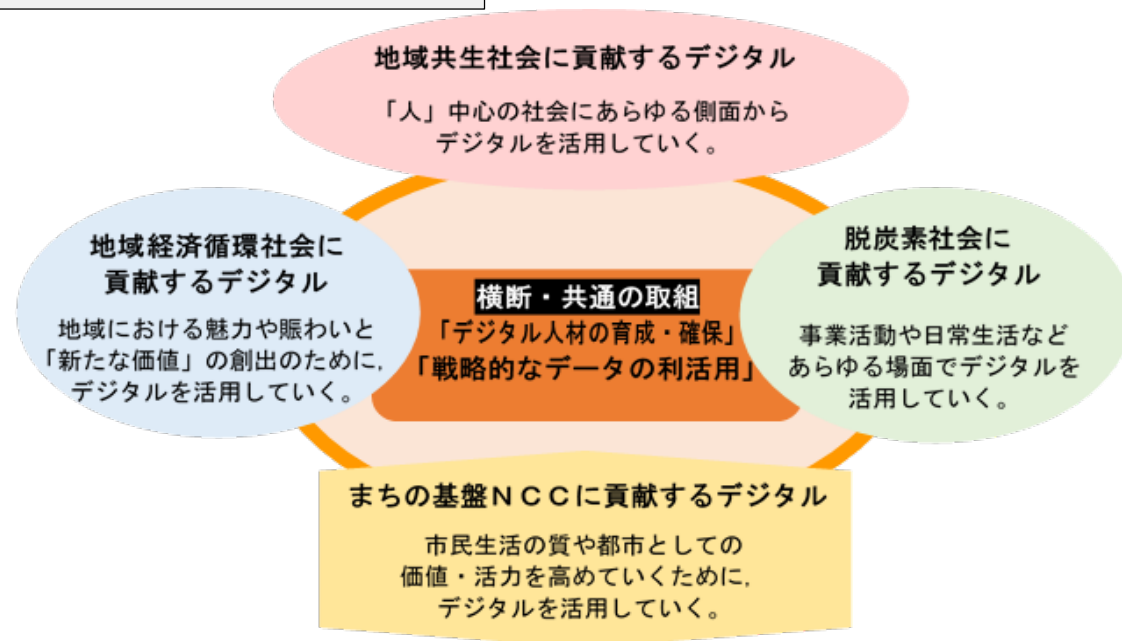 地域共生社会に貢献するデジタル
「人」中心の社会にあらゆる側面から
デジタルを活用していく。
地域経済循環社会に
貢献するデジタル
地域における魅力や賑わいと
「新たな価値」の創出のために,
デジタルを活用していく。
横断・共通の取組
「デジタル人材の育成・確保」
「戦略的なデータの利活用」
脱炭素社会に
貢献するデジタル
事業活動や日常生活など
あらゆる場面でデジタルを
活用していく。
まちの基盤NCCに貢献するデジタル
市民生活の質や都市としての
価値・活力を高めていくために,
デジタルを活用していく。